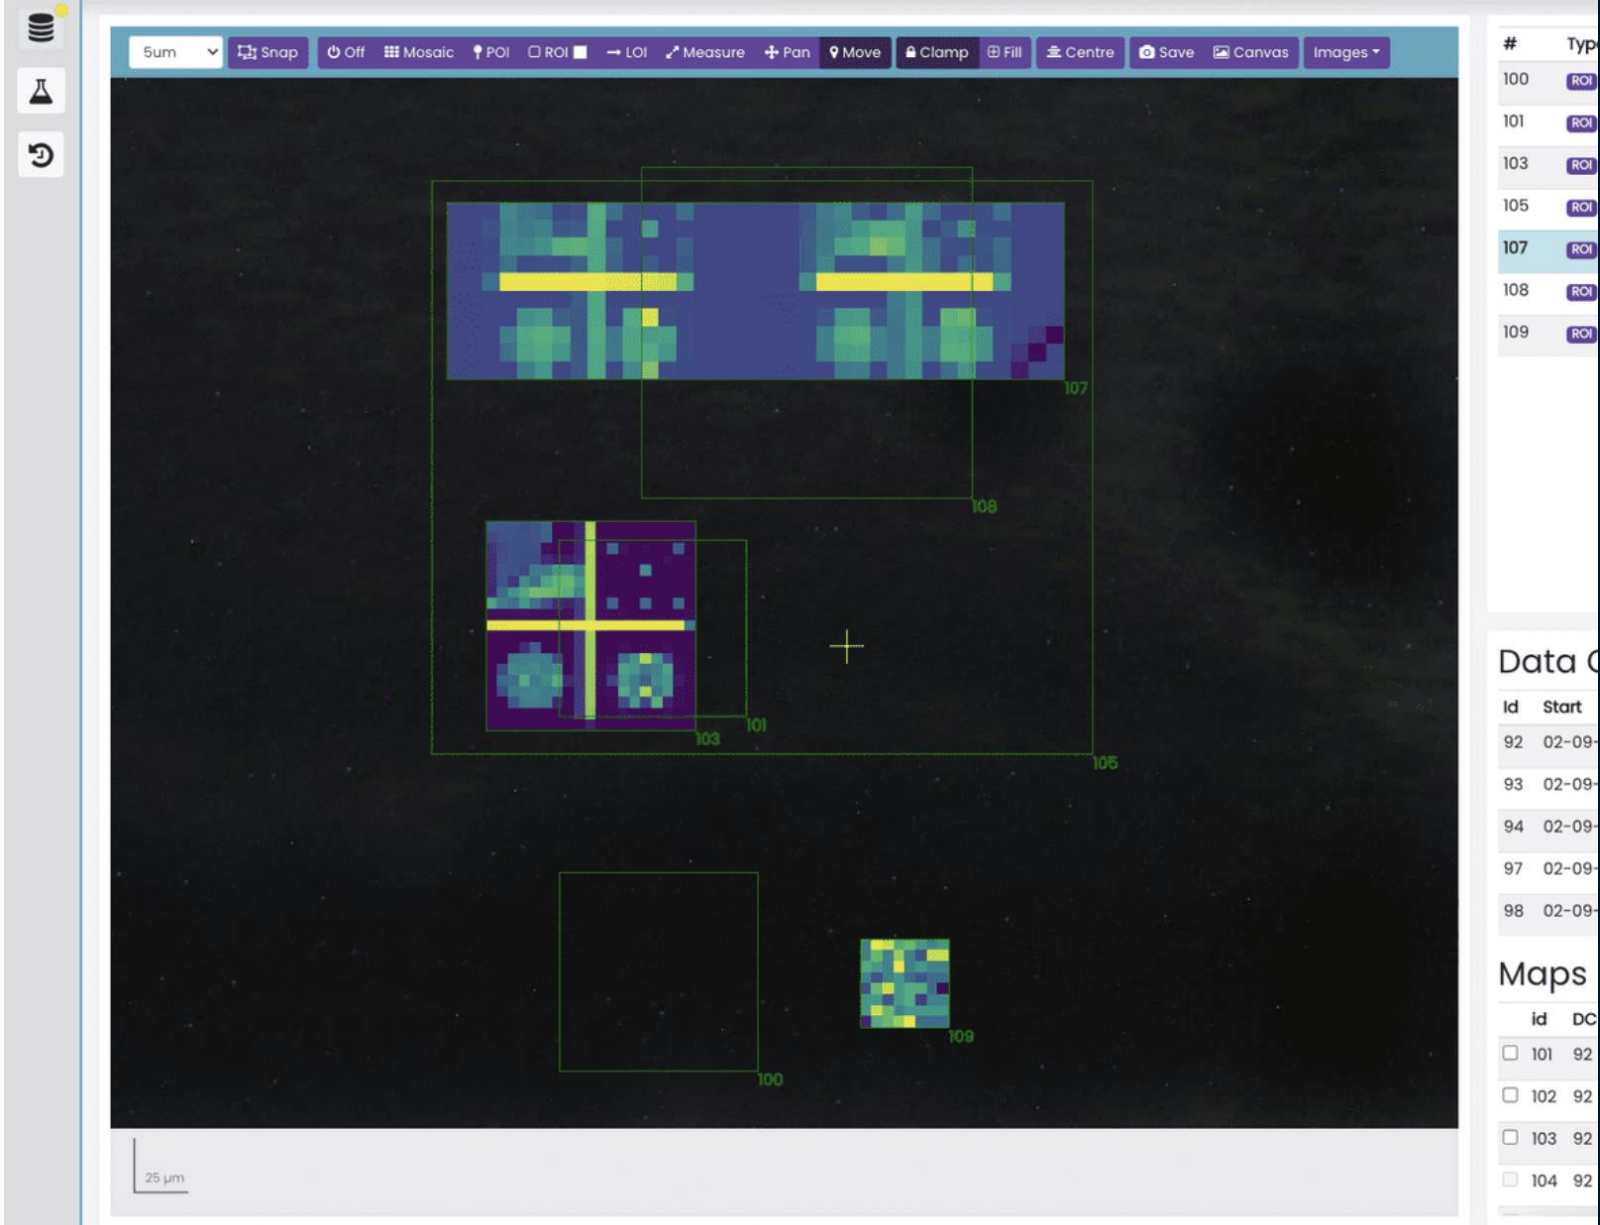 5um Snap Off Mosaic POI ROI LOI Measure Pan Move Clamp Fill Centre Save Canvas Images
107
108
101
103
105
109
100
25 µm
# Typ
100 ROI
101 ROI
103 ROI
105 ROI
107 ROI
108 ROI
109 ROI
Data
Id Start
92 02-09-
93 02-09-
94 02-09-
97 02-09-
98 02-09-
Maps
id DC
101 92
102 92
103 92
104 92